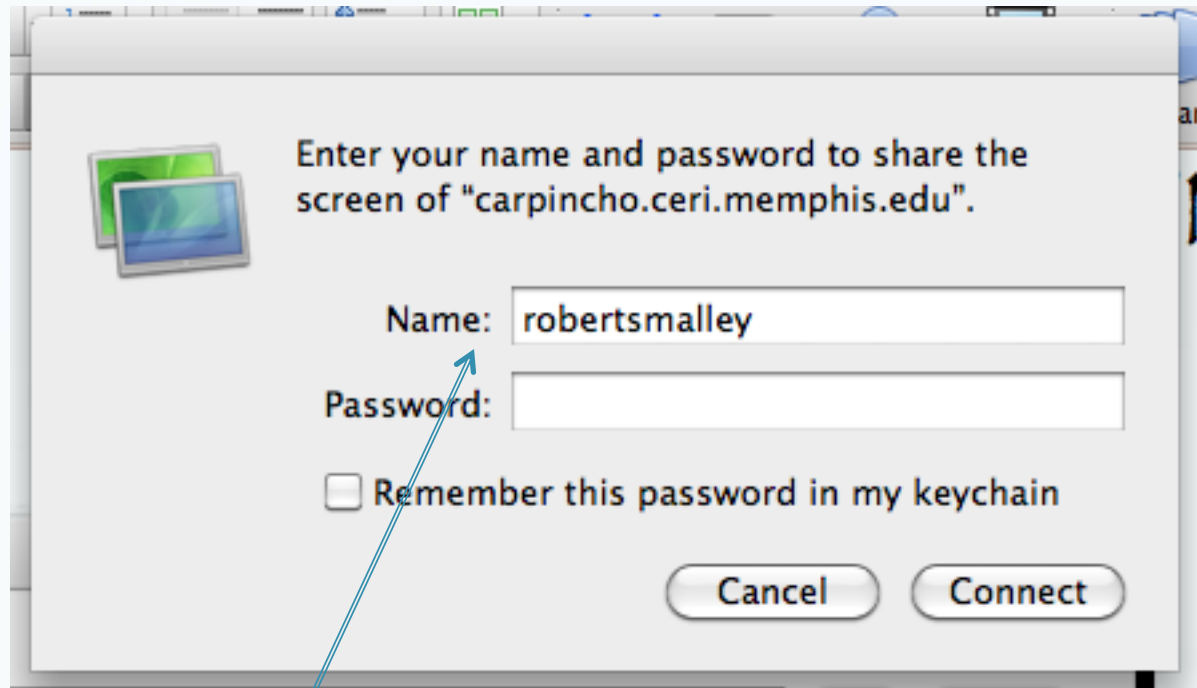 Enter your name and password to share the
screen of “carpincho.ceri.memphis.edu”.
Name: robertsmalley
Password:
Remember this password in my keychain
Cancel Connect